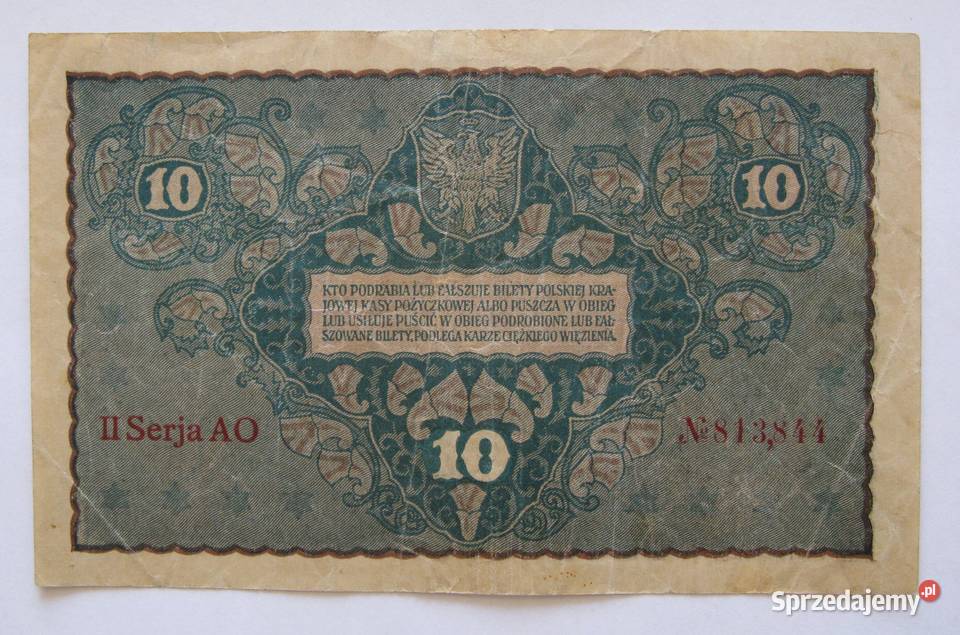 10
10
KTO PODRABIA LUB FAŁSZUJE BILETY POLSKIEJ KRA-
JOWEJ KASY POŻYCZKOWEJ ALBO PUSZCZA W OBIEG
LUB USIŁUJE PUŚCIĆ W OBIEG PODROBIONE LUB FAŁ-
SZOWANE BILETY, PODLEGA KARZE CIĘŻKIEGO WIĘZIENIA.
II Serja AO
№ 813,844
10
Sprzedajemy.pl